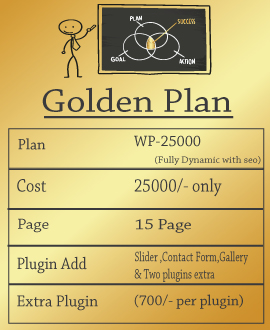 PLAN
SUCCESS
GOAL
ACTION
Golden Plan
Plan WP-25000
(Fully Dynamic with seo)
Cost 25000/- only
Page 15 Page
Plugin Add Slider ,Contact Form,Gallery
& Two plugins extra
Extra Plugin (700/- per plugin)